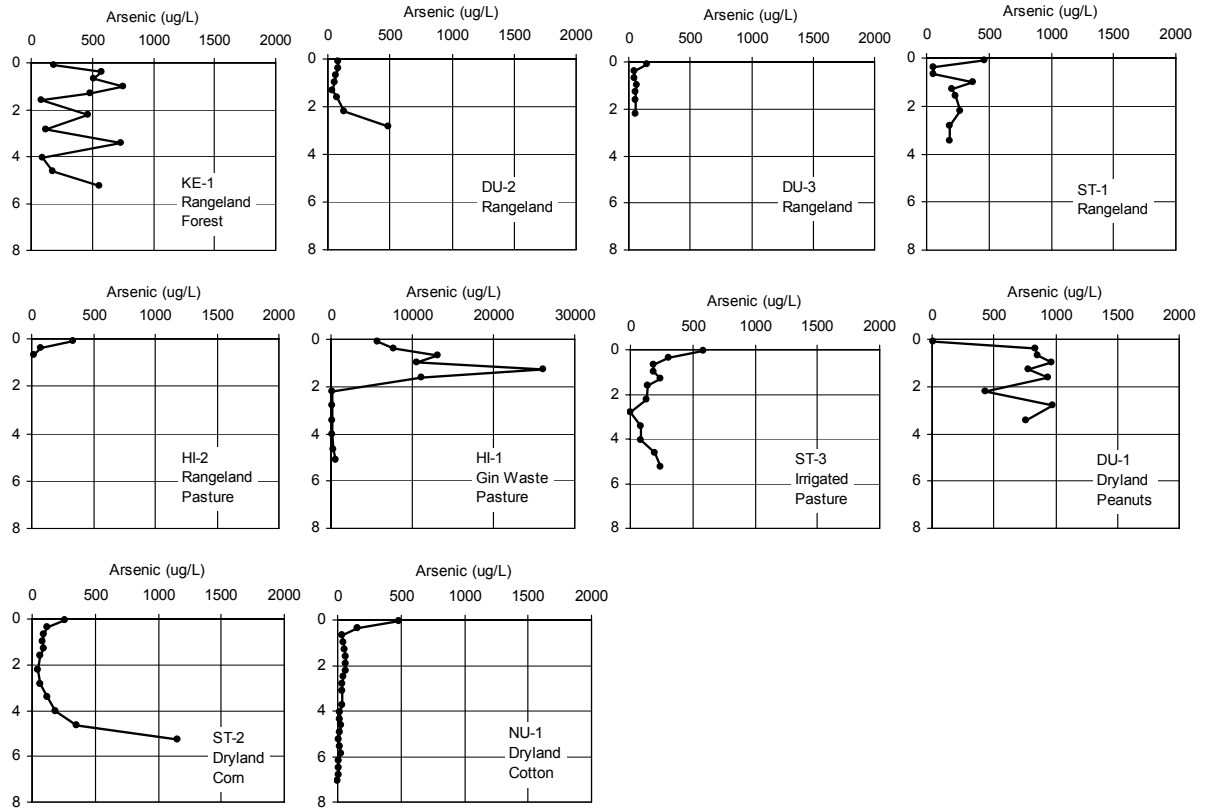 Arsenic (ug/L)
0 500 1000 1500 2000
0
2
4
6
8
KE-1
Rangeland
Forest
Arsenic (ug/L)
0 500 1000 1500 2000
0
2
4
6
8
DU-2
Rangeland
Arsenic (ug/L)
0 500 1000 1500 2000
0
2
4
6
8
DU-3
Rangeland
Arsenic (ug/L)
0 500 1000 1500 2000
0
2
4
6
8
ST-1
Rangeland
Arsenic (ug/L)
0 500 1000 1500 2000
0
2
4
6
8
HI-2
Rangeland
Pasture
Arsenic (ug/L)
0 10000 20000 30000
0
2
4
6
8
HI-1
Gin Waste
Pasture
Arsenic (ug/L)
0 500 1000 1500 2000
0
2
4
6
8
ST-3
Irrigated
Pasture
Arsenic (ug/L)
0 500 1000 1500 2000
0
2
4
6
8
DU-1
Dryland
Peanuts
Arsenic (ug/L)
0 500 1000 1500 2000
0
2
4
6
8
ST-2
Dryland
Corn
Arsenic (ug/L)
0 500 1000 1500 2000
0
2
4
6
8
NU-1
Dryland
Cotton